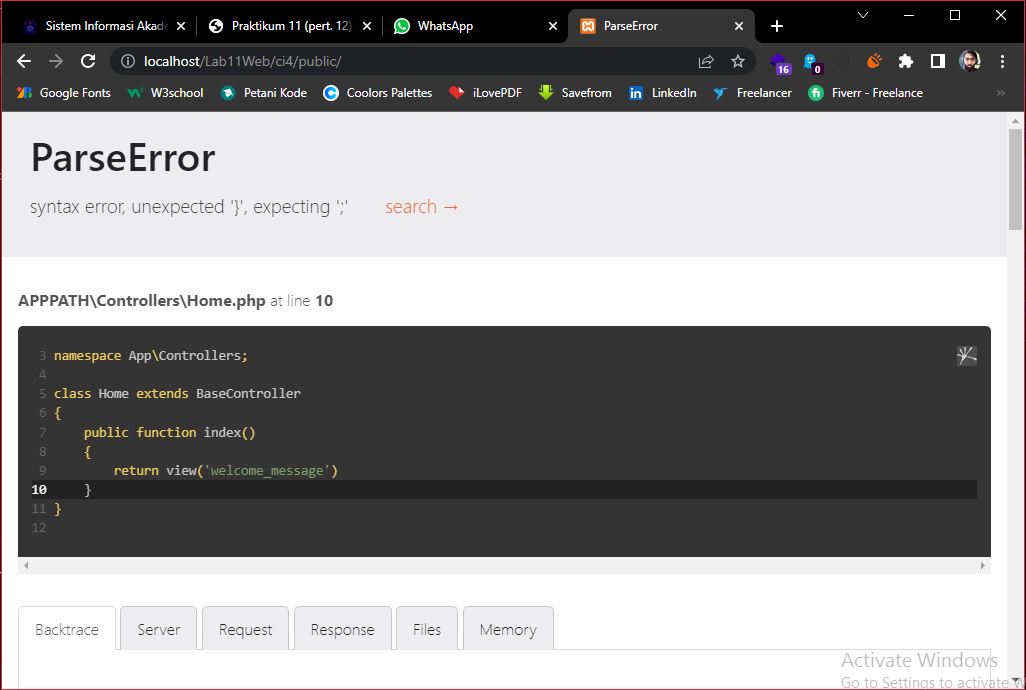 Sistem Informasi Akade
Praktikum 11 (pert. 12)
WhatsApp
ParseError
localhost/Lab11Web/ci4/public/
16
0
Google Fonts
W3school
Petani Kode
Coolors Palettes
iLovePDF
Savefrom
LinkedIn
Freelancer
Fiverr - Freelance
»
ParseError
syntax error, unexpected '}', expecting ';'
search →
APPPATH\Controllers\Home.php at line 10
3 namespace App\Controllers;
4
5 class Home extends BaseController
6 {
7     public function index()
8     {
9         return view('welcome_message')
10     }
11 }
12
Backtrace
Server
Request
Response
Files
Memory
Activate Windows
Go to Settings to activate W